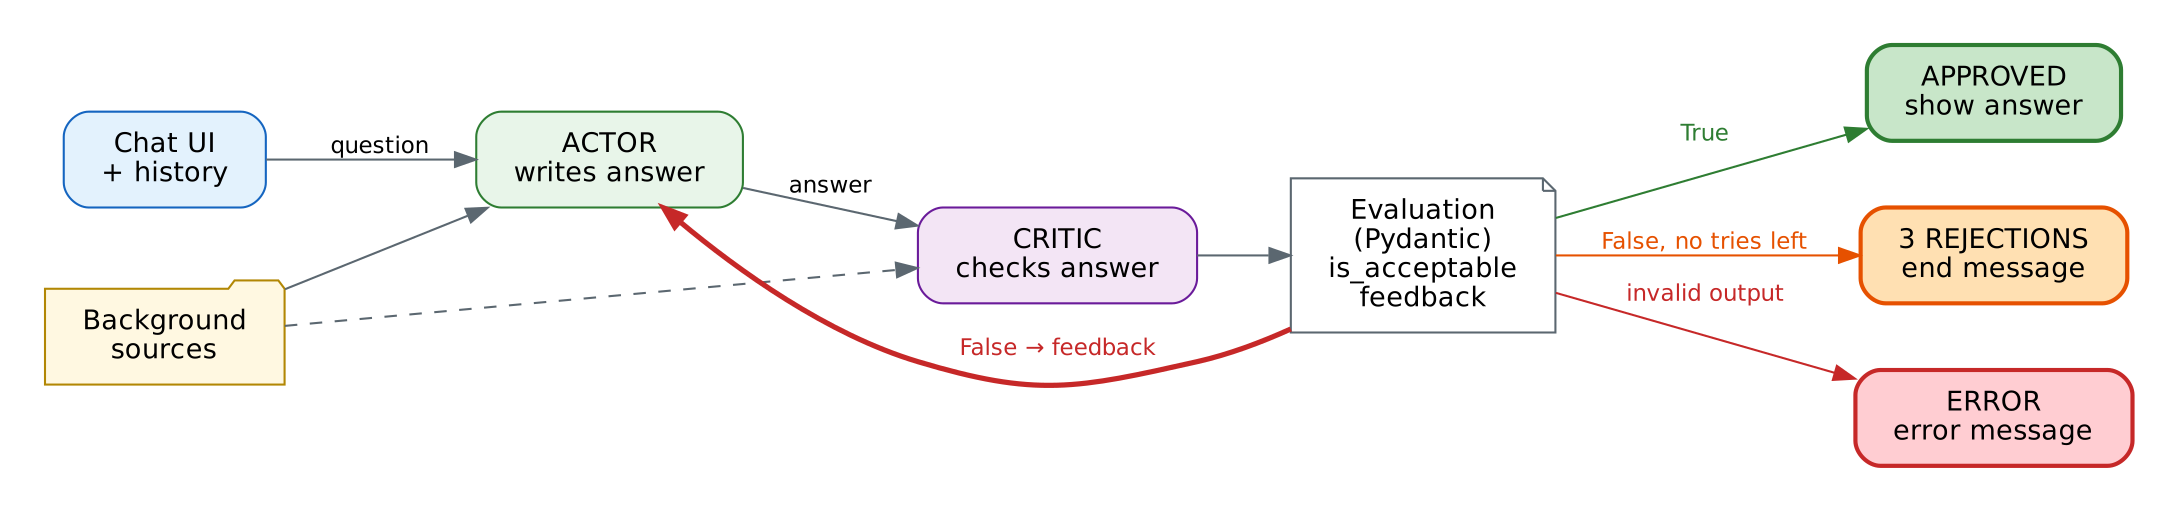 Chat UI
+ history
question
ACTOR
writes answer
Background
sources
answer
CRITIC
checks answer
False → feedback
Evaluation
(Pydantic)
is_acceptable
feedback
True
False, no tries left
invalid output
APPROVED
show answer
3 REJECTIONS
end message
ERROR
error message